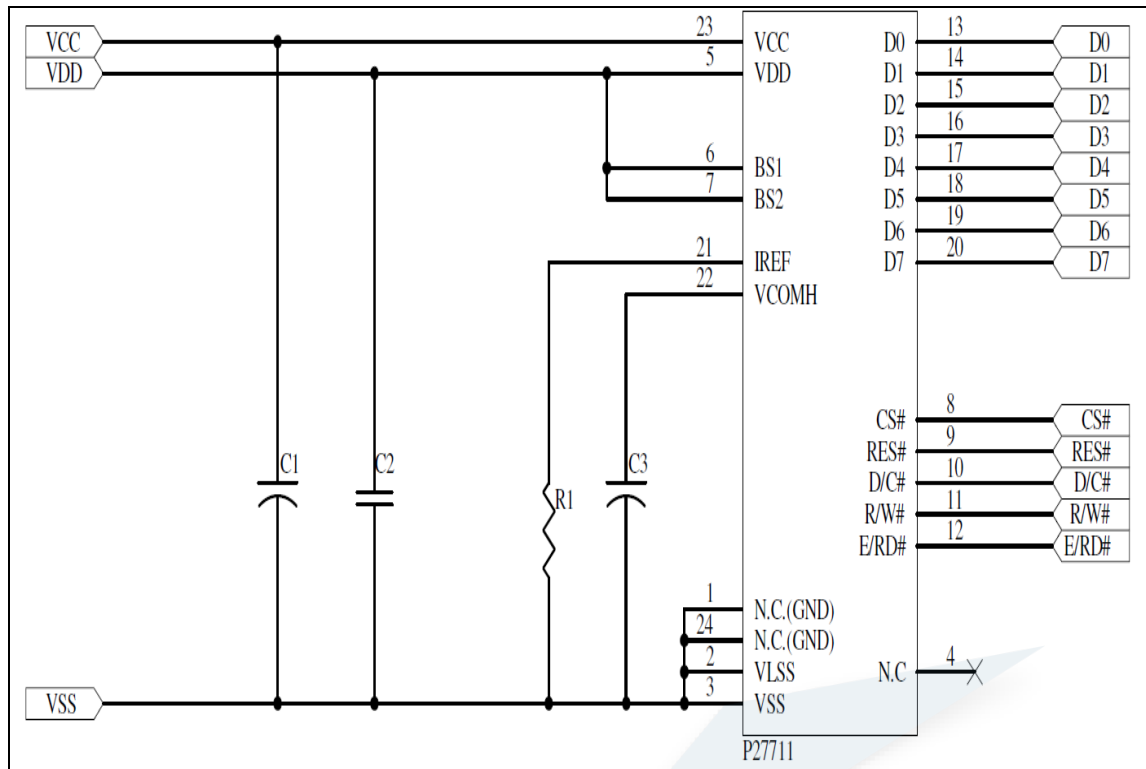 VCC 23 VCC D0 13 D0
VDD 5 VDD D1 14 D1
D2 15 D2
D3 16 D3
6 BS1 D4 17 D4
7 BS2 D5 18 D5
D6 19 D6
21 IREF D7 20 D7
22 VCOMH
CS# 8 CS#
C1 C2 C3 RES# 9 RES#
R1 D/C# 10 D/C#
R/W# 11 R/W#
E/RD# 12 E/RD#
1 N.C.(GND)
24 N.C.(GND)
2 VLSS N.C 4
VSS 3 VSS
P27711